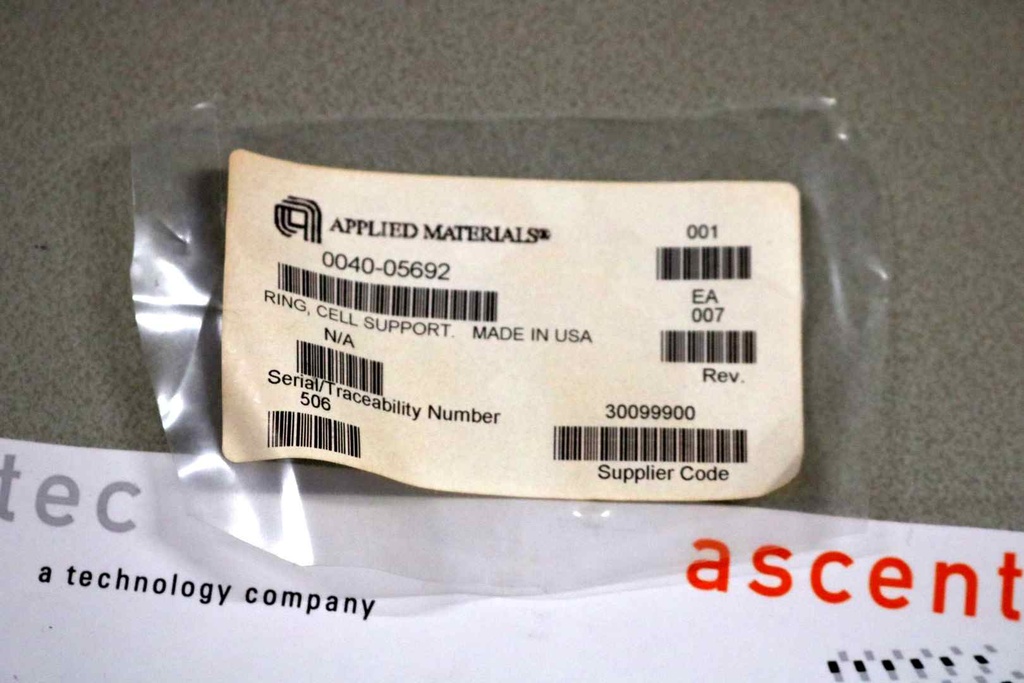 APPLIED MATERIALS®
0040-05692
RING, CELL SUPPORT. MADE IN USA
N/A
Serial/Traceability Number
506
001
EA
007
Rev.
30099900
Supplier Code
tec
a technology company
ascent